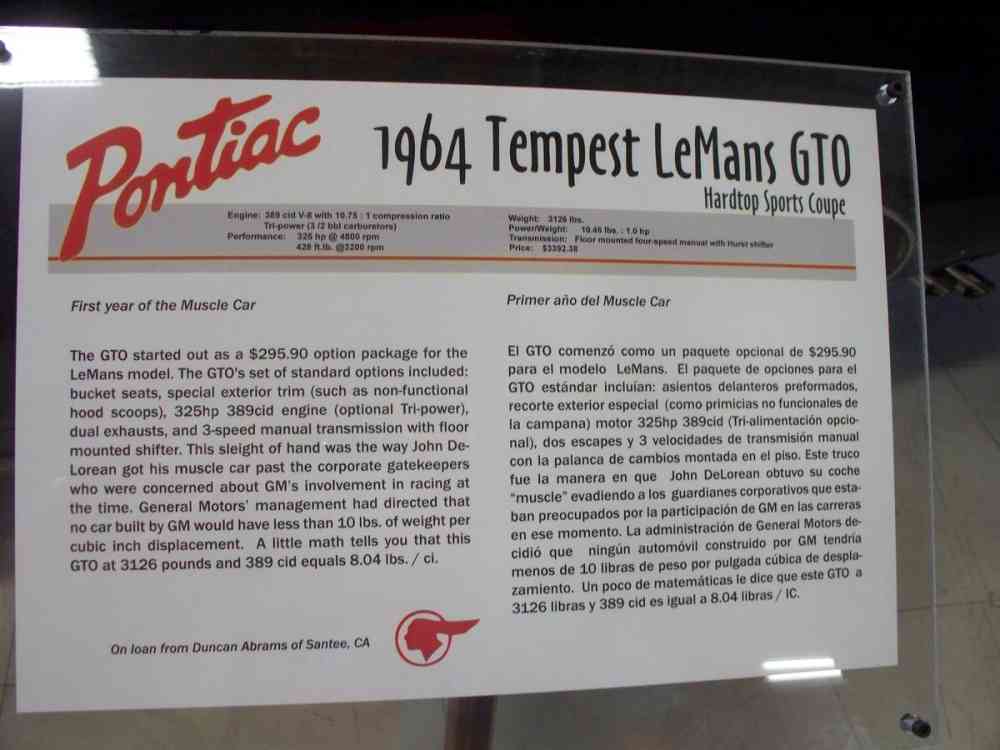 Pontiac
1964 Tempest LeMans GTO
Hardtop Sports Coupe
Engine: 389 cid V-8 with 10.75 : 1 compression ratio
Tri-power (3 /2 bbl carburetors)
Performance: 325 hp @ 4800 rpm
428 ft.lb. @3200 rpm
Weight: 3126 lbs.
Power/Weight: 10.46 lbs. : 1.0 hp
Transmission: Floor mounted four-speed manual with Hurst shifter
Price: $3392.38
First year of the Muscle Car
The GTO started out as a $295.90 option package for the
LeMans model. The GTO's set of standard options included:
bucket seats, special exterior trim (such as non-functional
hood scoops), 325hp 389cid engine (optional Tri-power),
dual exhausts, and 3-speed manual transmission with floor
mounted shifter. This sleight of hand was the way John De-
Lorean got his muscle car past the corporate gatekeepers
who were concerned about GM's involvement in racing at
the time. General Motors' management had directed that
no car built by GM would have less than 10 lbs. of weight per
cubic inch displacement. A little math tells you that this
GTO at 3126 pounds and 389 cid equals 8.04 lbs. / ci.
On loan from Duncan Abrams of Santee, CA
Primer año del Muscle Car
El GTO comenzó como un paquete opcional de $295.90
para el modelo LeMans. El paquete de opciones para el
GTO estándar incluían: asientos delanteros preformados,
recorte exterior especial (como primicias no funcionales de
la campana) motor 325hp 389cid (Tri-alimentación opcio-
nal), dos escapes y 3 velocidades de transmisión manual
con la palanca de cambios montada en el piso. Este truco
fue la manera en que John DeLorean obtuvo su coche
"muscle" evadiendo a los guardianes corporativos que esta-
ban preocupados por la participación de GM en las carreras
en ese momento. La administración de General Motors de-
cidió que ningún automóvil construido por GM tendría
menos de 10 libras de peso por pulgada cúbica de despla-
zamiento. Un poco de matemáticas le dice que este GTO a
3126 libras y 389 cid es igual a 8.04 libras / IC.